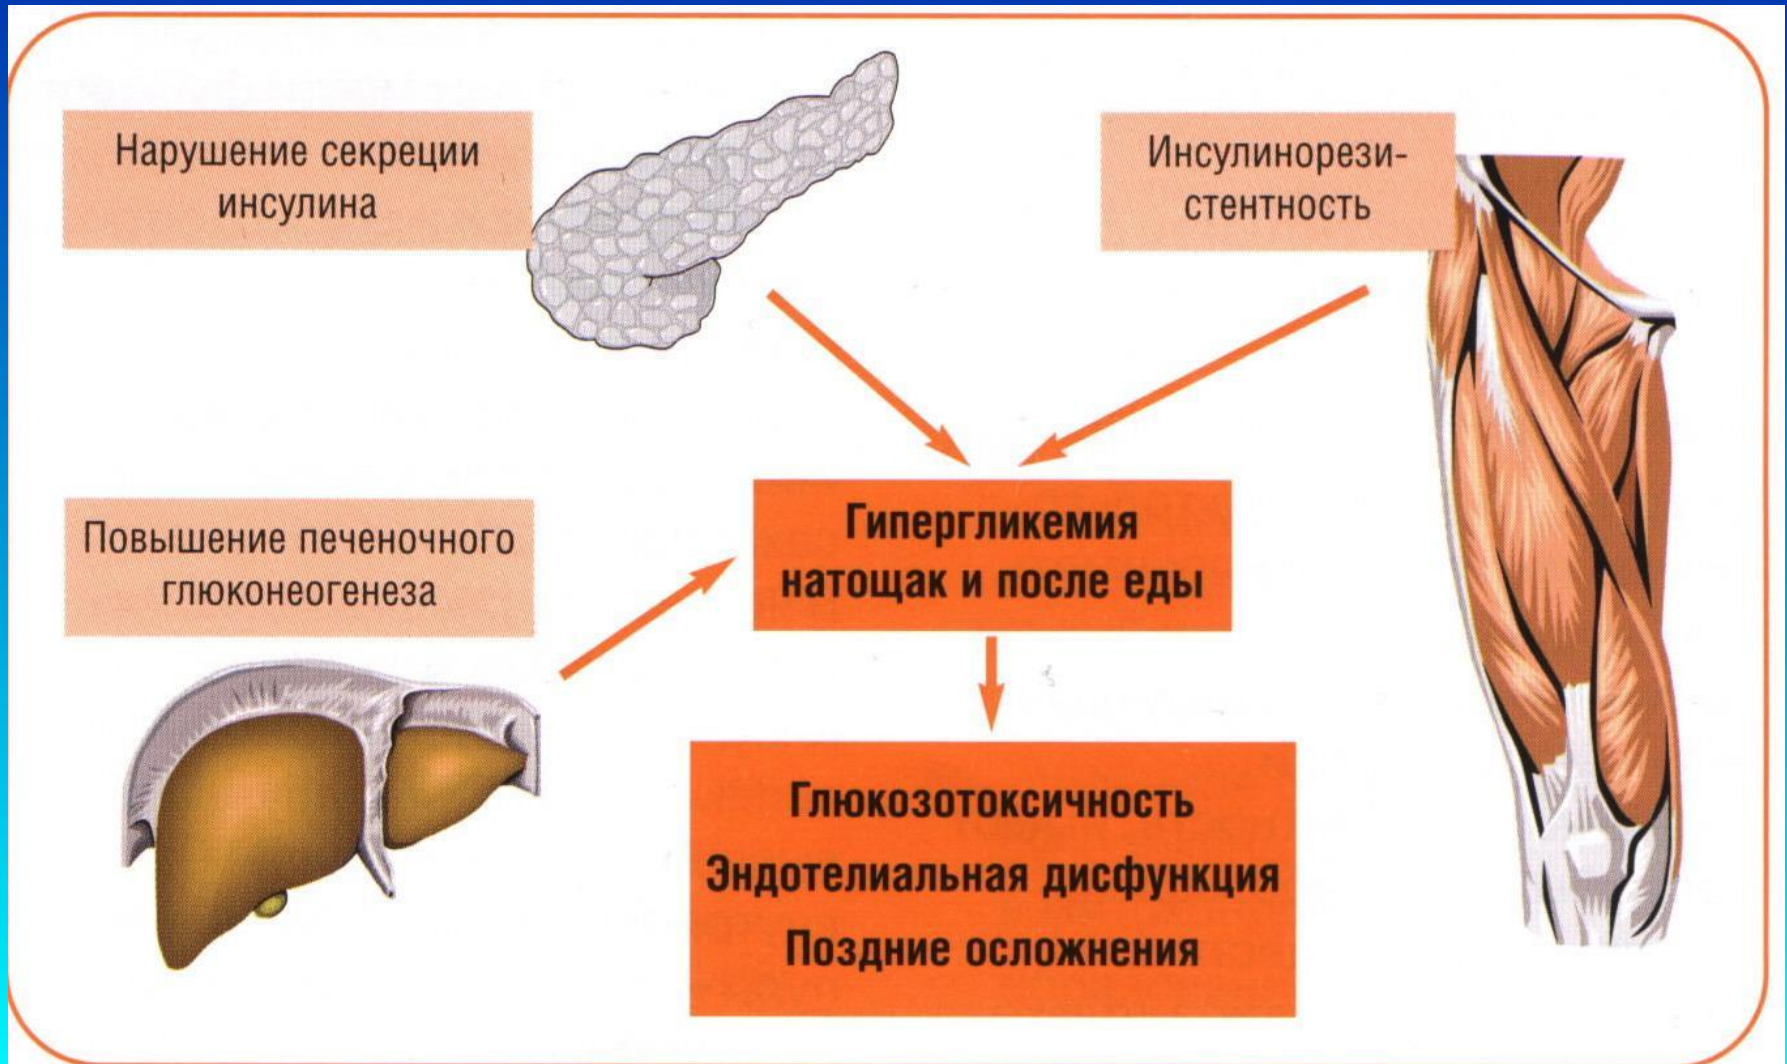 Нарушение секреции
инсулина
Инсулинорези-
стентность
Повышение печеночного
глюконеогенеза
Гипергликемия
натощак и после еды
Глюкозотоксичность
Эндотелиальная дисфункция
Поздние осложнения